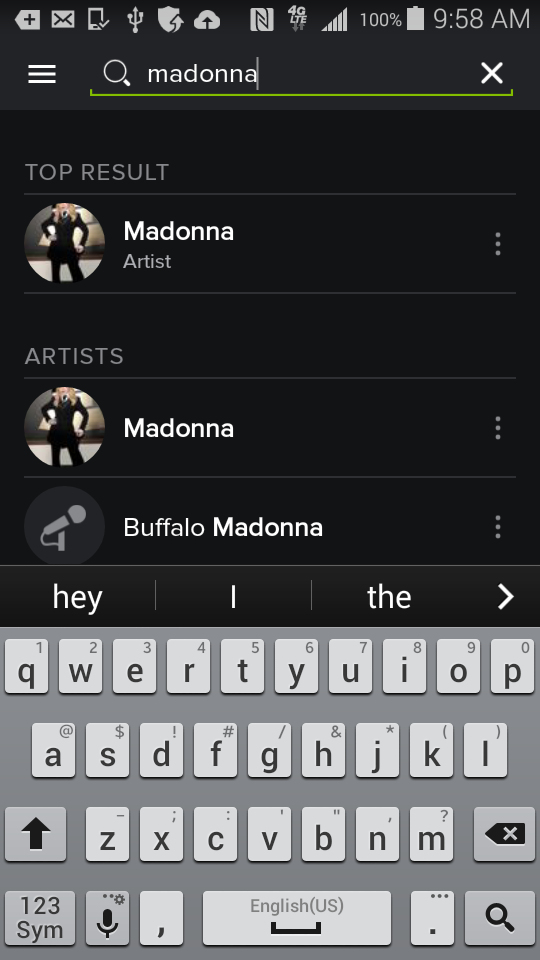 4G LTE 100% 9:58 AM
madonna
TOP RESULT
Madonna
Artist
ARTISTS
Madonna
Buffalo Madonna
hey I the
1 2 3 4 5 6 7 8 9 0
q w e r t y u i o p
@ $ ! # / & * ( )
a s d f g h j k l
- ; : ' " , ?
z x c v b n m
123 Sym , English(US) .